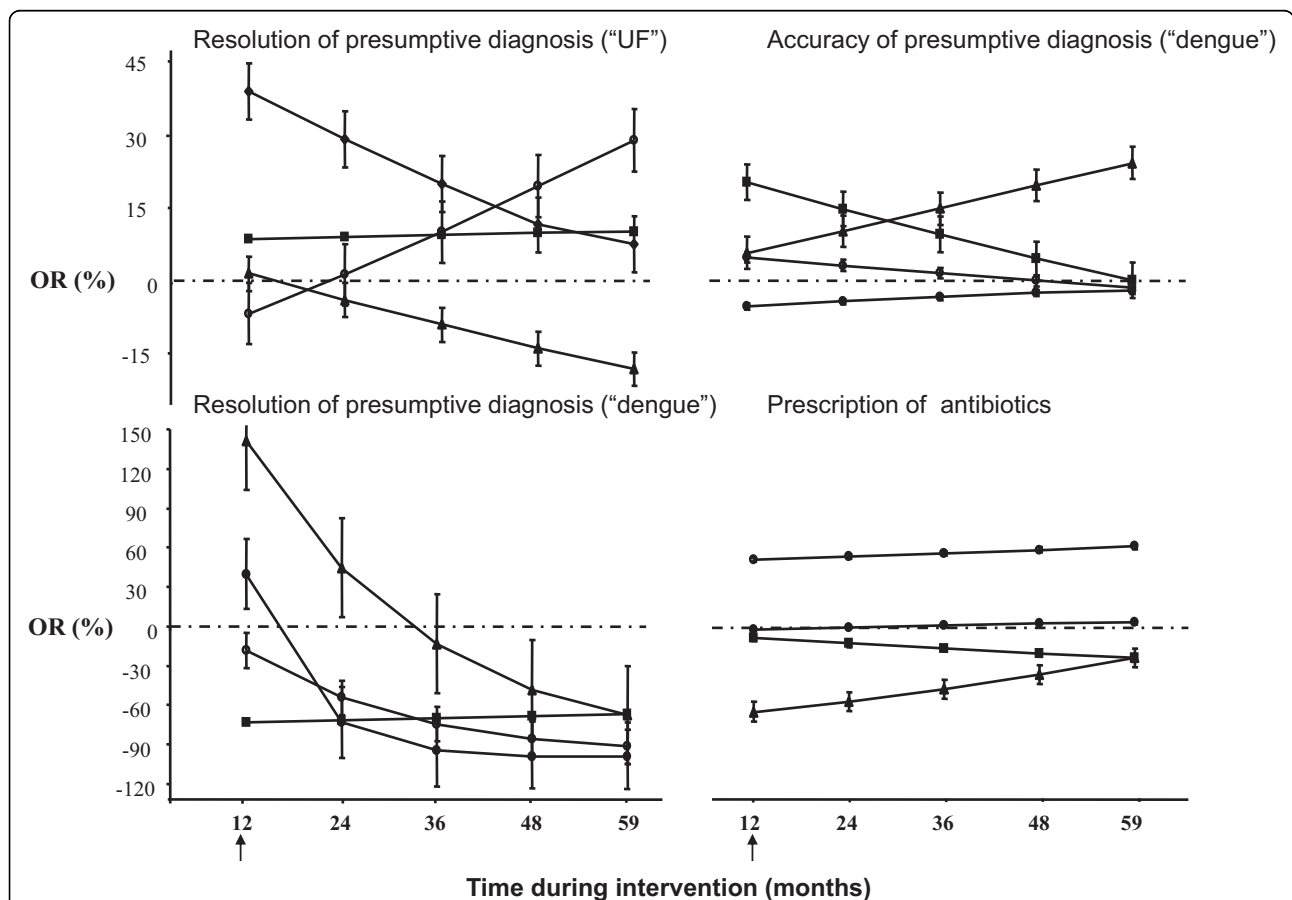 Resolution of presumptive diagnosis (“UF”)
Accuracy of presumptive diagnosis (“dengue”)
45
30
15
OR (%)
0
-15
Resolution of presumptive diagnosis (“dengue”)
Prescription of antibiotics
150
120
90
60
30
OR (%)
0
-30
-60
-90
-120
12 24 36 48 59
12 24 36 48 59
Time during intervention (months)